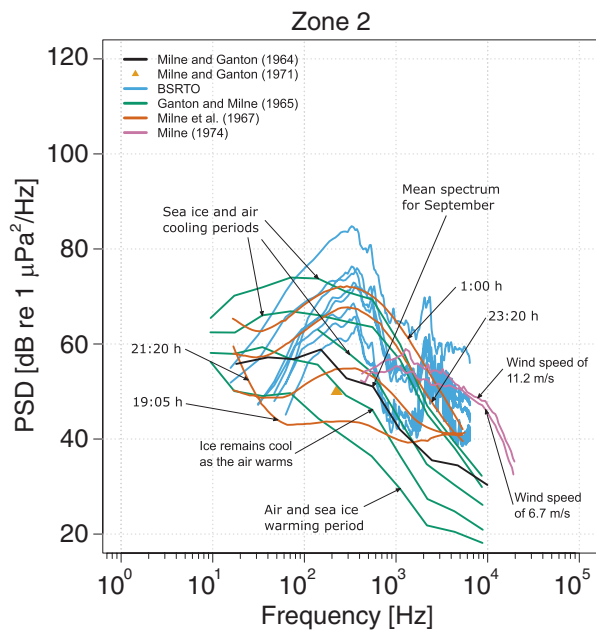 Zone 2
PSD [dB re 1 μPa²/Hz]
120
100
80
60
40
20
Milne and Ganton (1964)
Milne and Ganton (1971)
BSRTO
Ganton and Milne (1965)
Milne et al. (1967)
Milne (1974)
Mean spectrum
for September
Sea ice and air
cooling periods
1:00 h
23:20 h
21:20 h
Wind speed of
11.2 m/s
19:05 h
Ice remains cool
as the air warms
Air and sea ice
warming period
Wind speed
of 6.7 m/s
10⁰
10¹
10²
10³
10⁴
10⁵
Frequency [Hz]